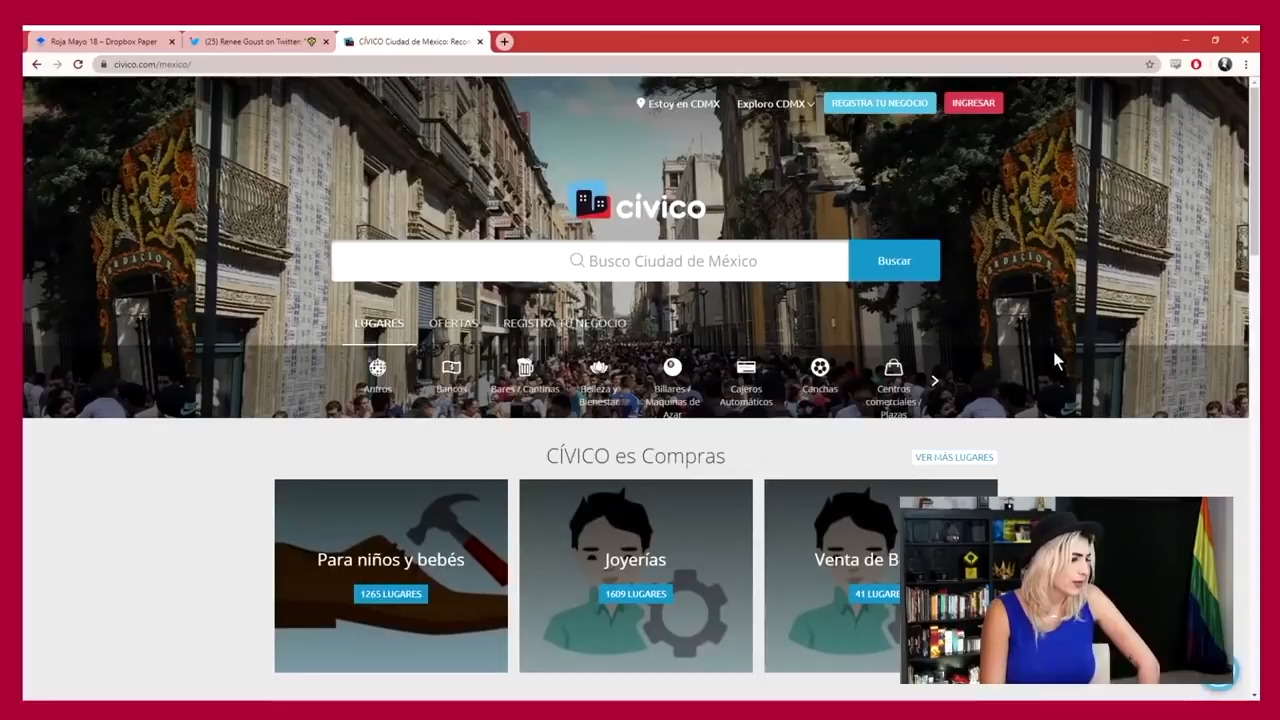 Roja Mayo 18 – Dropbox Paper
(25) Renee Goust on Twitter: "
CÍVICO Ciudad de México: Recor
civico.com/mexico/
Estoy en CDMX
Exploro CDMX
REGISTRA TU NEGOCIO
INGRESAR
cívico
Busco Ciudad de México
Buscar
LUGARES
OFERTAS
REGISTRA TU NEGOCIO
Antros
Bancos
Bares / Cantinas
Belleza y
Bienestar
Billares /
Maquinas de
Azar
Cajeros
Automáticos
Canchas
Centros
comerciales /
Plazas
CÍVICO es Compras
VER MÁS LUGARES
Para niños y bebés
1265 LUGARES
Joyerías
1609 LUGARES
Venta de B
41 LUGARE